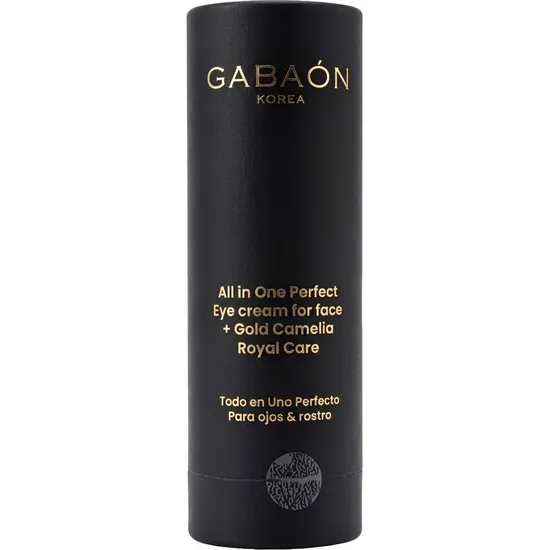 GABAÓN
KOREA
All in One Perfect
Eye cream for face
+ Gold Camelia
Royal Care
Todo en Uno Perfecto
Para ojos & rostro